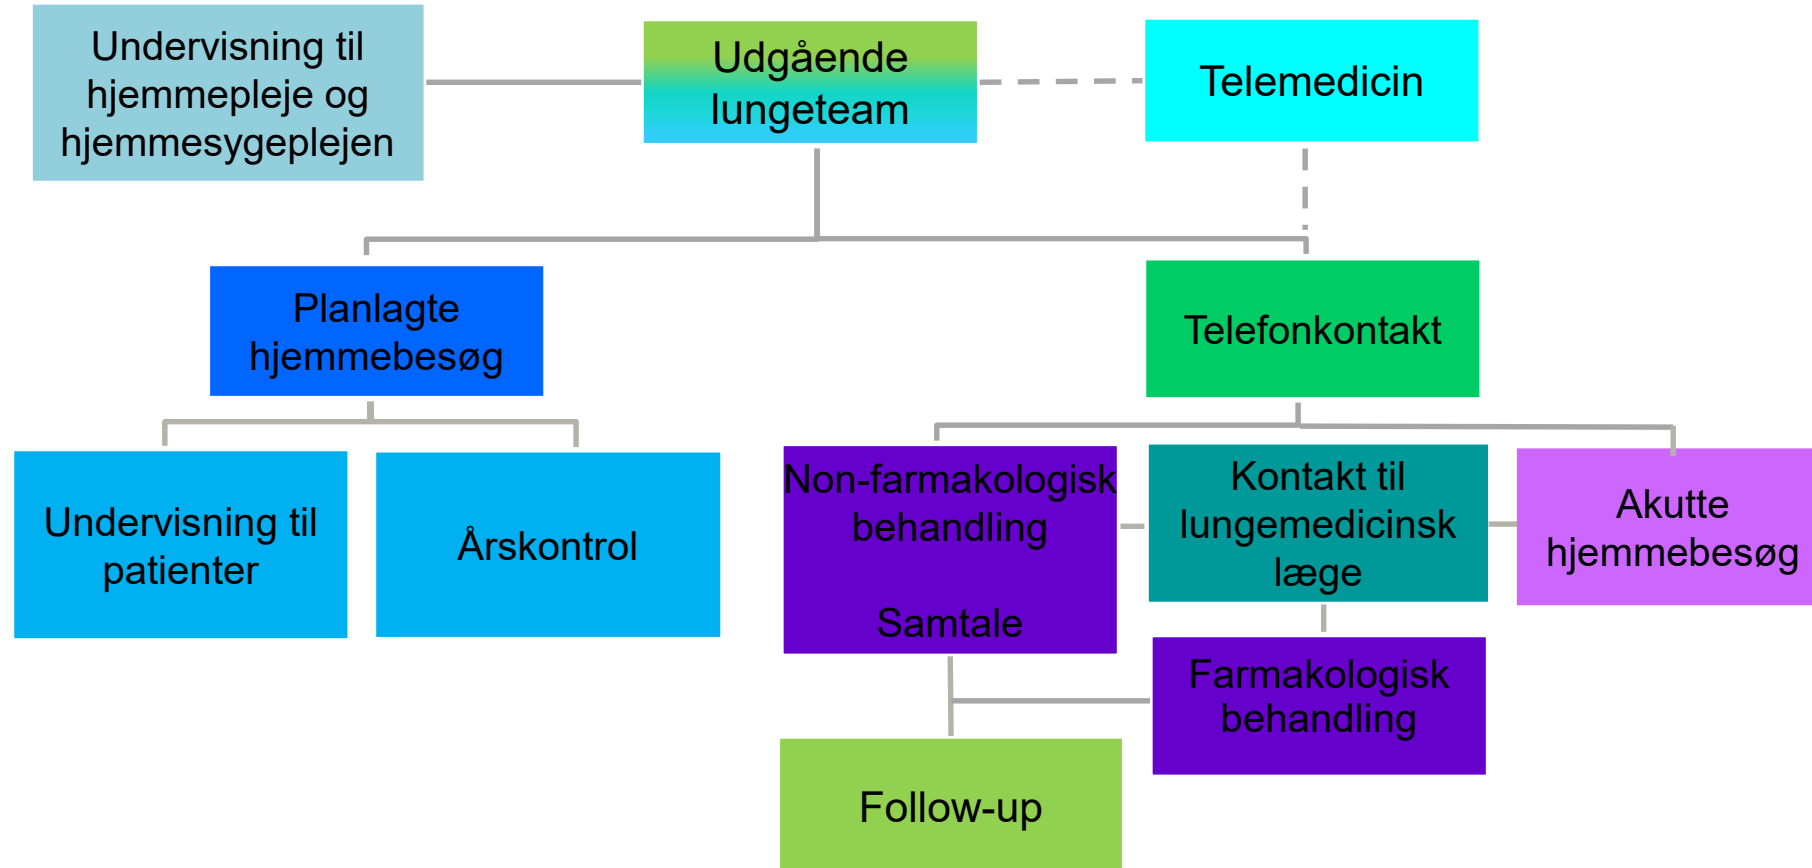 Undervisning til
hjemmepleje og
hjemmesygeplejen
Udgående
lungeteam
Telemedicin
Planlagte
hjemmebesøg
Telefonkontakt
Undervisning til
patienter
Årskontrol
Non-farmakologisk
behandling
Samtale
Kontakt til
lungemedicinsk
læge
Akutte
hjemmebesøg
Farmakologisk
behandling
Follow-up